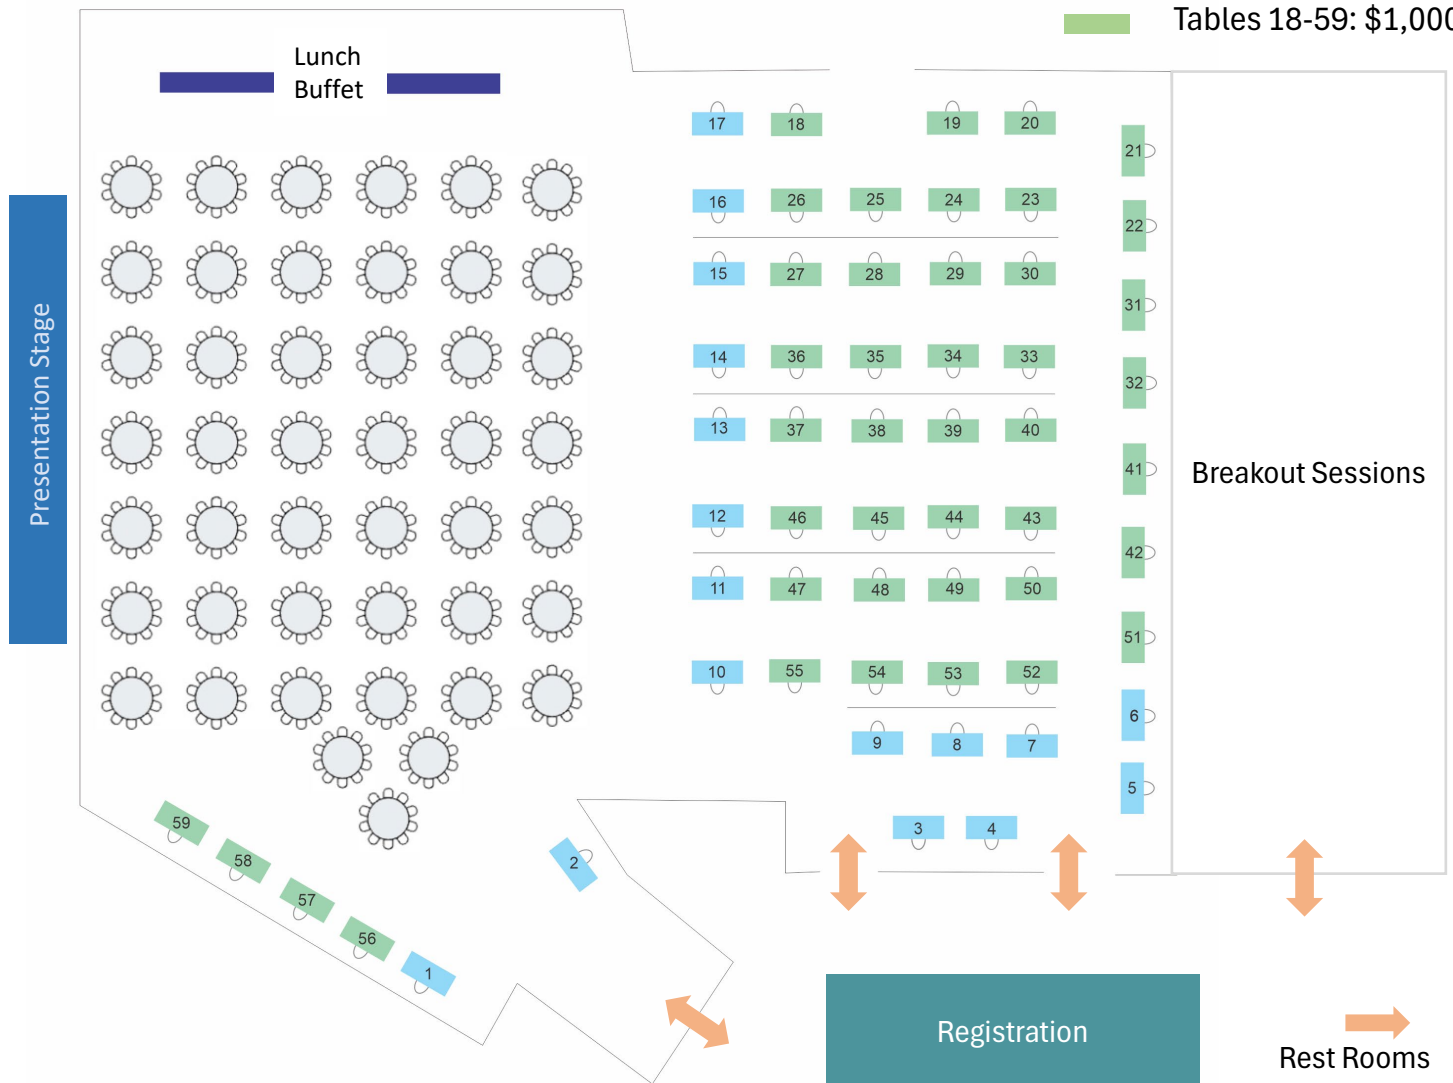 Tables 18-59: $1,000
Lunch
Buffet
17 18 19 20
21
16 26 25 24 23
22
15 27 28 29 30
31
Presentation Stage
14 36 35 34 33
32
13 37 38 39 40
41
Breakout Sessions
12 46 45 44 43
42
11 47 48 49 50
51
10 55 54 53 52
6
9 8 7
5
3 4
59
2
58
57
56
1
Registration
Rest Rooms